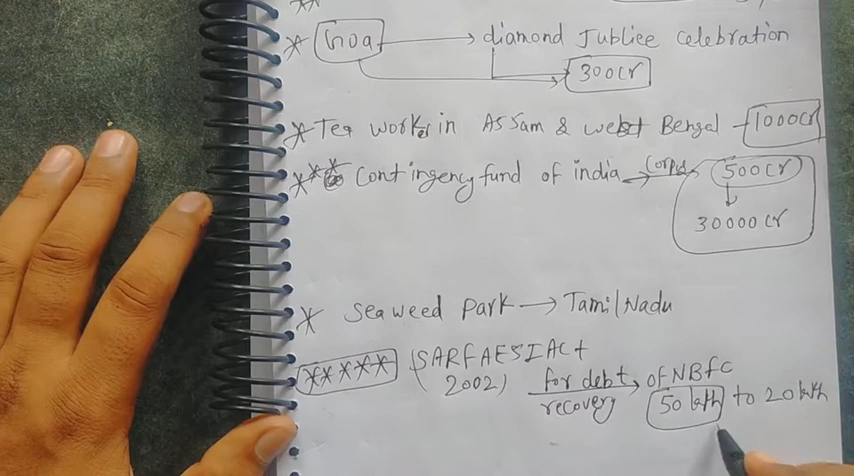 **
* Goa → diamond Jubliee celebration
300Cr
* Tea worker in Assam & west Bengal - 1000Cr
*** Contingency fund of india → Corpus 500Cr
30000 Cr
* Seaweed Park → Tamil Nadu
***** (SARFAESI Act
2002) for debt recovery → of NBFC
50 lakh to 20 lakh